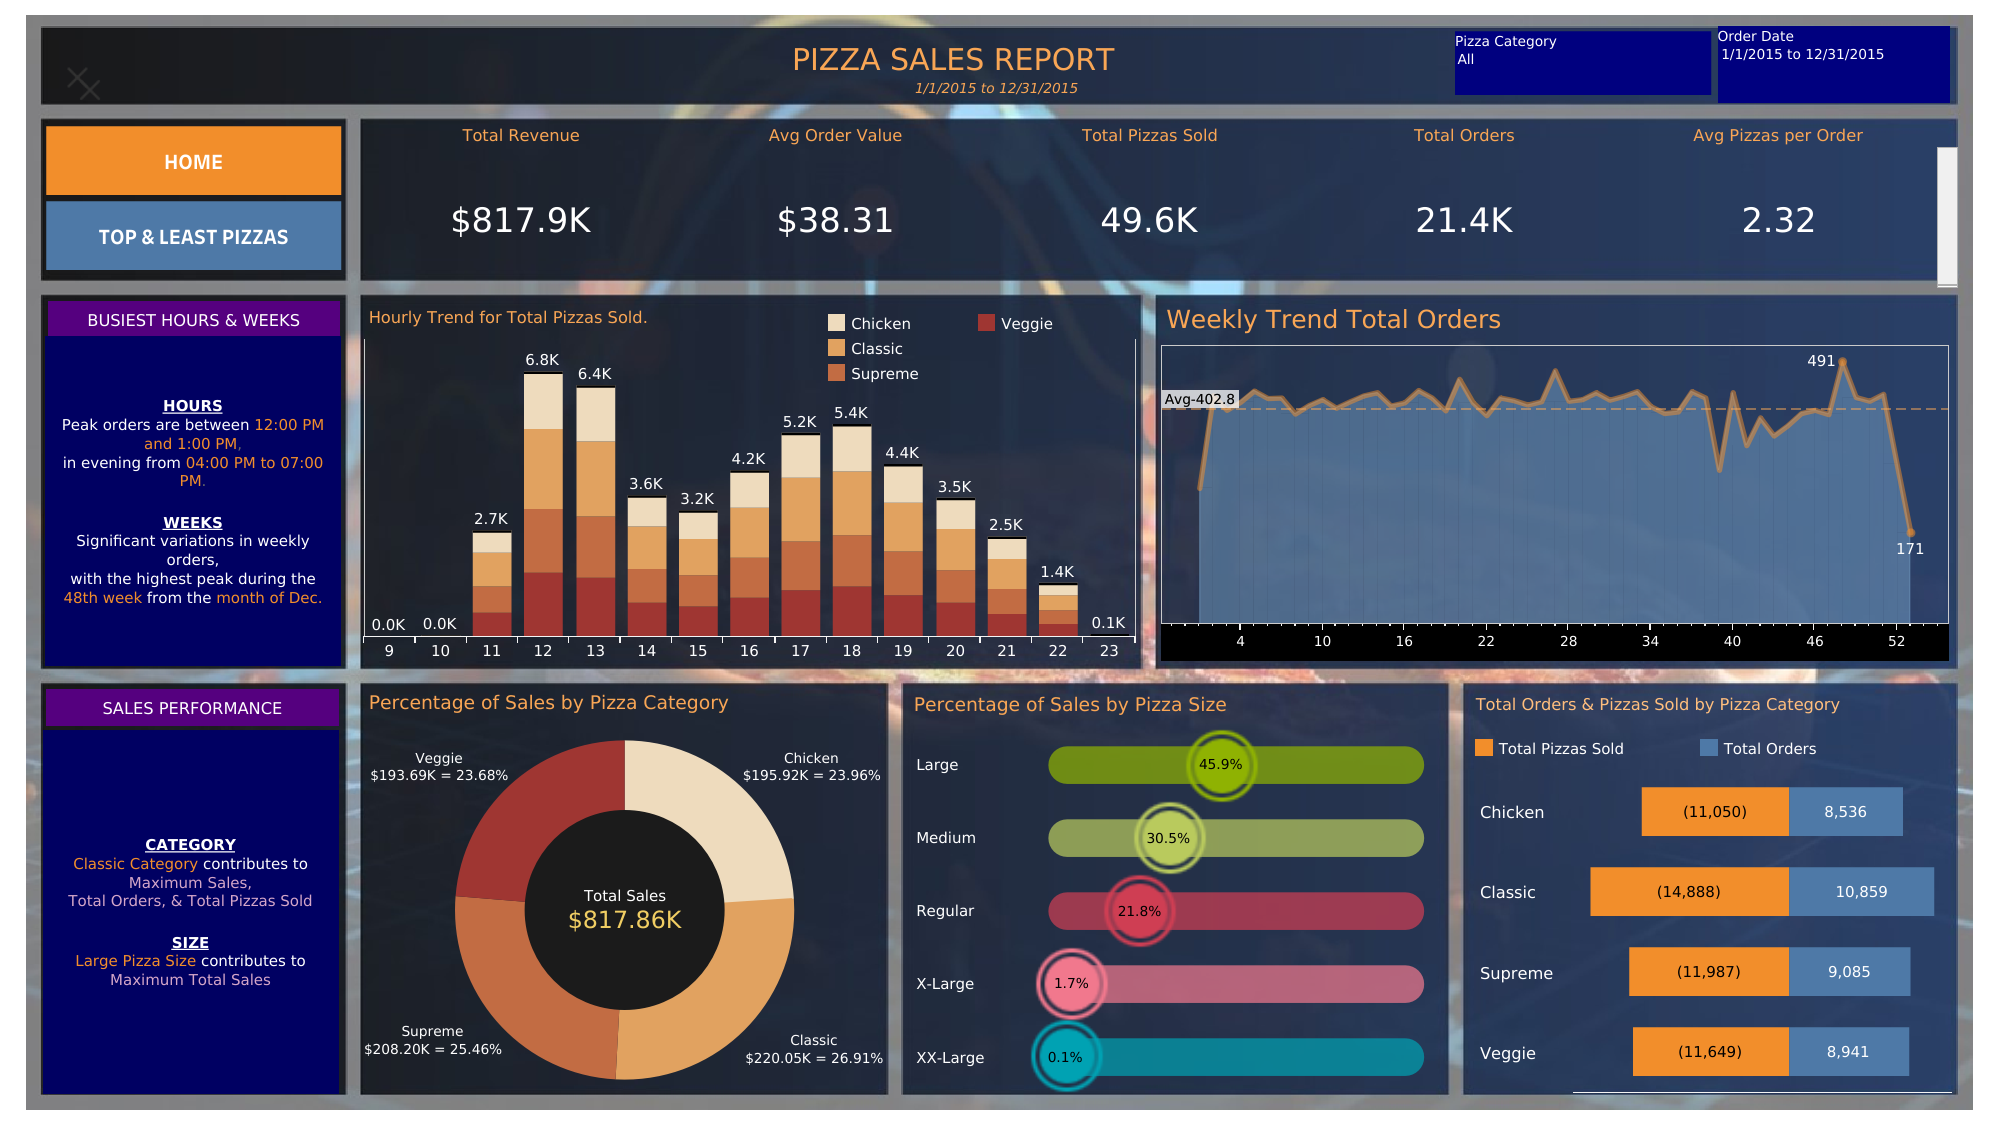 PIZZA SALES REPORT
1/1/2015 to 12/31/2015
Pizza Category
All
Order Date
1/1/2015 to 12/31/2015
HOME
TOP & LEAST PIZZAS
Total Revenue
$817.9K
Avg Order Value
$38.31
Total Pizzas Sold
49.6K
Total Orders
21.4K
Avg Pizzas per Order
2.32
BUSIEST HOURS & WEEKS
HOURS
Peak orders are between 12:00 PM
and 1:00 PM,
in evening from 04:00 PM to 07:00
PM.
WEEKS
Significant variations in weekly
orders,
with the highest peak during the
48th week from the month of Dec.
Hourly Trend for Total Pizzas Sold.
Chicken
Veggie
Classic
Supreme
0.0K
0.0K
2.7K
6.8K
6.4K
3.6K
3.2K
4.2K
5.2K
5.4K
4.4K
3.5K
2.5K
1.4K
0.1K
9 10 11 12 13 14 15 16 17 18 19 20 21 22 23
Weekly Trend Total Orders
491
Avg-402.8
171
4 10 16 22 28 34 40 46 52
SALES PERFORMANCE
CATEGORY
Classic Category contributes to
Maximum Sales,
Total Orders, & Total Pizzas Sold
SIZE
Large Pizza Size contributes to
Maximum Total Sales
Percentage of Sales by Pizza Category
Veggie
$193.69K = 23.68%
Chicken
$195.92K = 23.96%
Total Sales
$817.86K
Supreme
$208.20K = 25.46%
Classic
$220.05K = 26.91%
Percentage of Sales by Pizza Size
Large 45.9%
Medium 30.5%
Regular 21.8%
X-Large 1.7%
XX-Large 0.1%
Total Orders & Pizzas Sold by Pizza Category
Total Pizzas Sold
Total Orders
Chicken (11,050) 8,536
Classic (14,888) 10,859
Supreme (11,987) 9,085
Veggie (11,649) 8,941